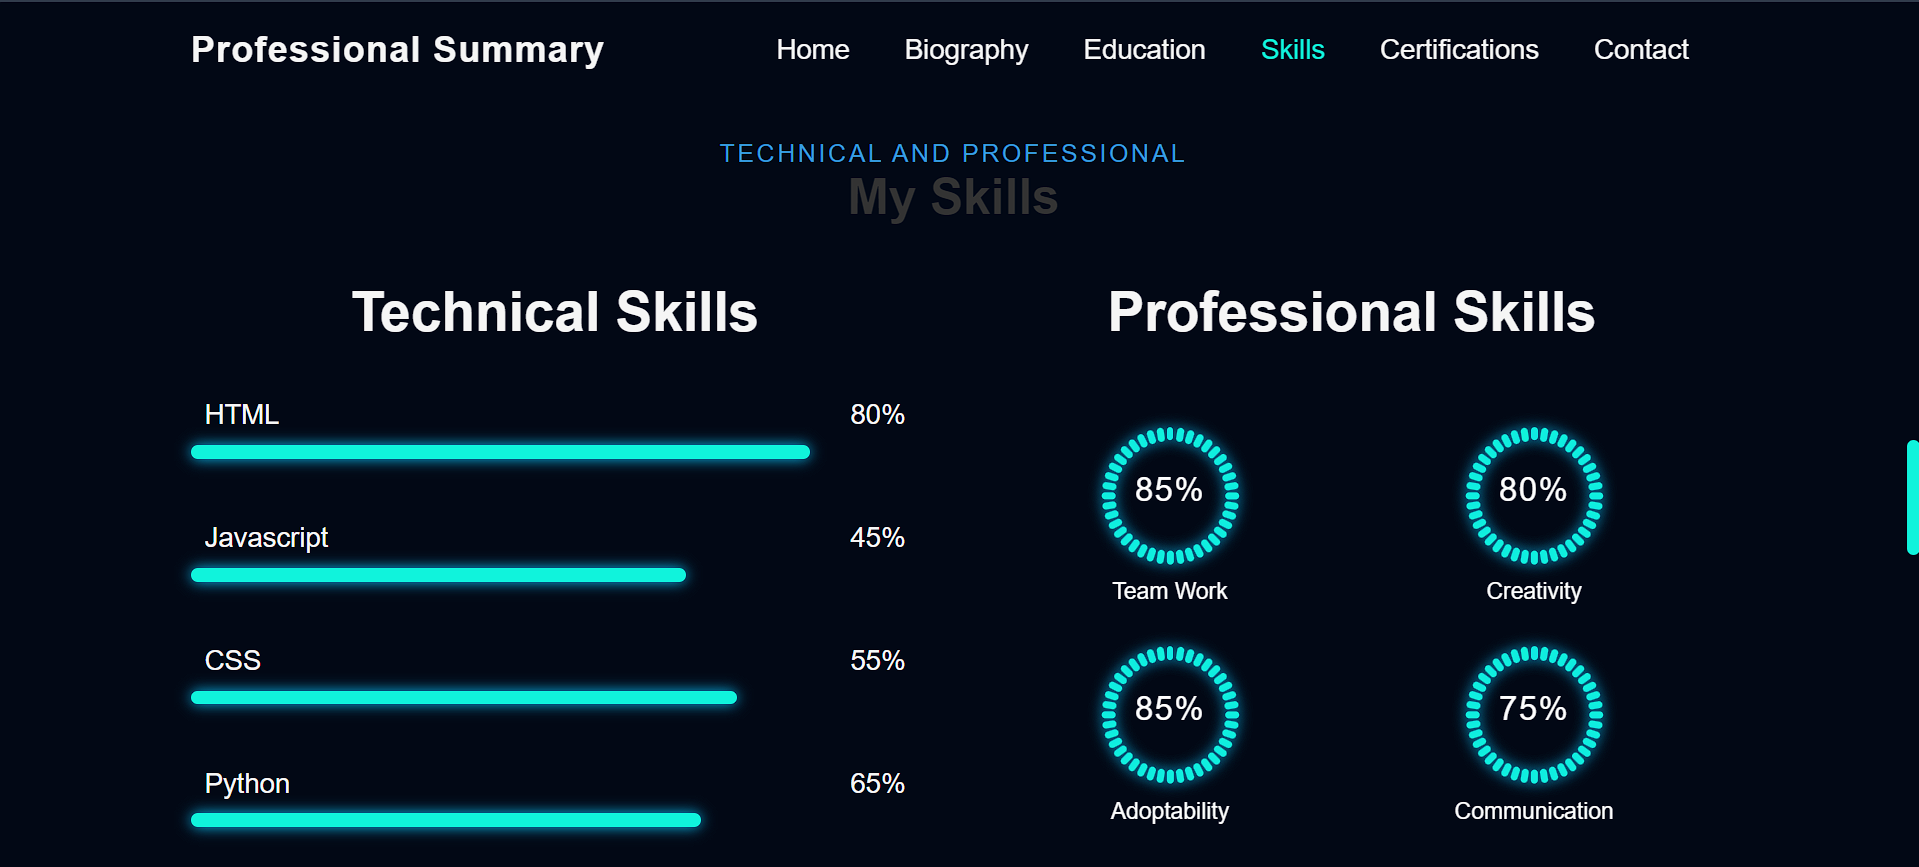 Professional Summary Home Biography Education Skills Certifications Contact
TECHNICAL AND PROFESSIONAL
My Skills
Technical Skills
HTML 80%
Javascript 45%
CSS 55%
Python 65%
Professional Skills
85% 80%
Team Work Creativity
85% 75%
Adoptability Communication